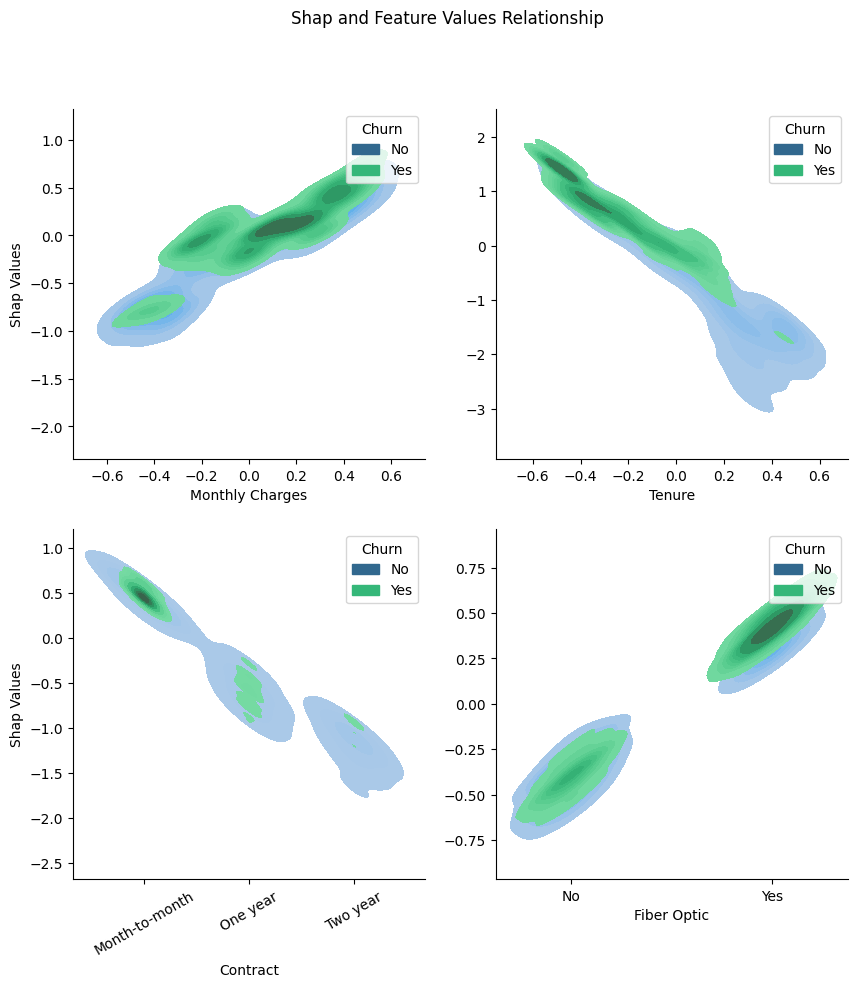 Shap and Feature Values Relationship
Shap Values
1.0
0.5
0.0
−0.5
−1.0
−1.5
−2.0
Churn
No
Yes
−0.6 −0.4 −0.2 0.0 0.2 0.4 0.6
Monthly Charges
2
1
0
−1
−2
−3
Churn
No
Yes
−0.6 −0.4 −0.2 0.0 0.2 0.4 0.6
Tenure
Shap Values
1.0
0.5
0.0
−0.5
−1.0
−1.5
−2.0
−2.5
Churn
No
Yes
Month-to-month One year Two year
Contract
0.75
0.50
0.25
0.00
−0.25
−0.50
−0.75
Churn
No
Yes
No Yes
Fiber Optic